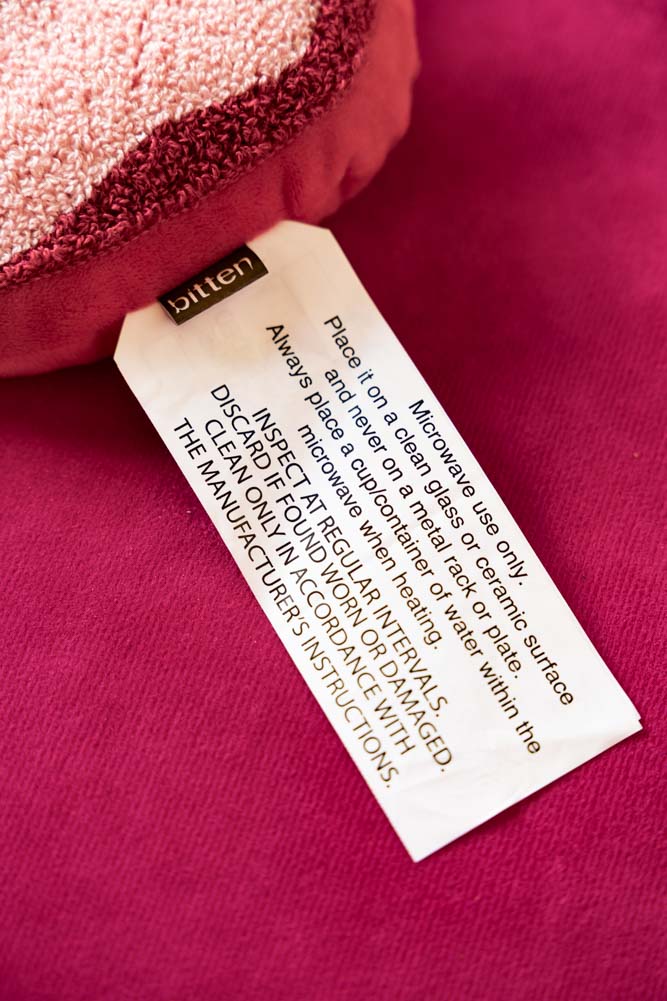 bitten
Microwave use only.
Place it on a clean glass or ceramic surface
and never on a metal rack or plate.
Always place a cup/container of water within the
microwave when heating.
INSPECT AT REGULAR INTERVALS.
DISCARD IF FOUND WORN OR DAMAGED.
CLEAN ONLY IN ACCORDANCE WITH
THE MANUFACTURER'S INSTRUCTIONS.